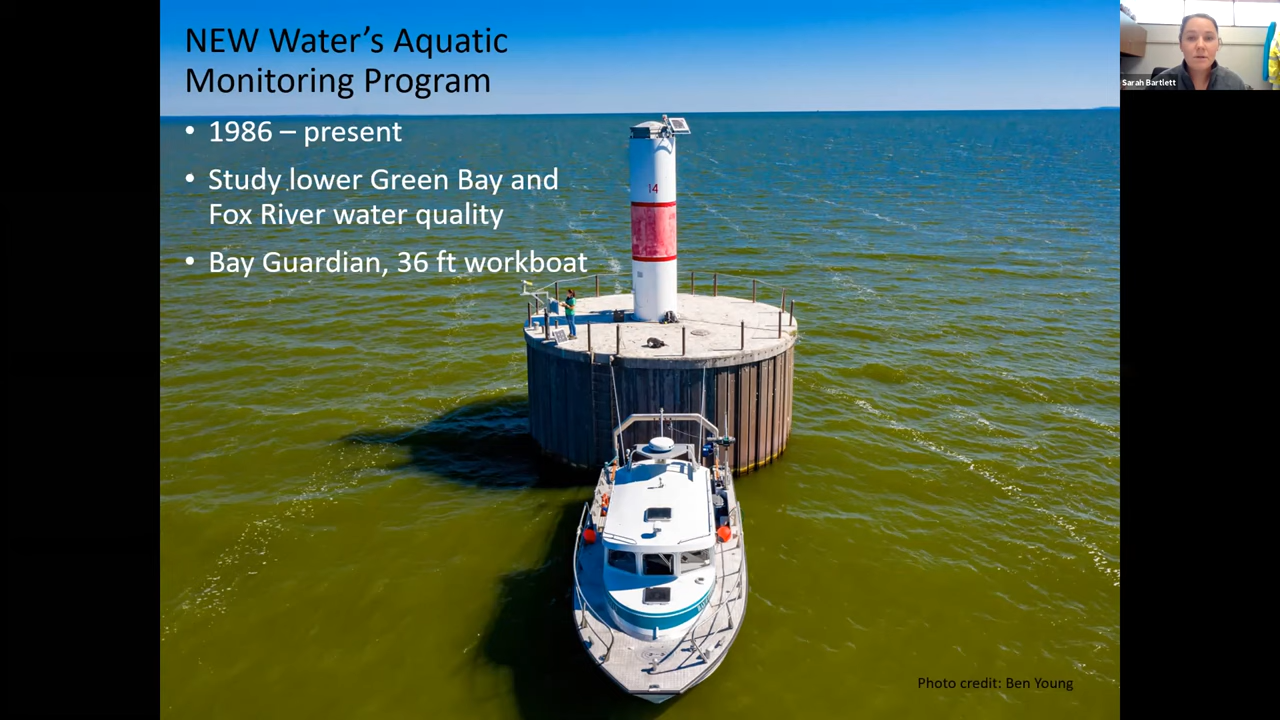 NEW Water's Aquatic
Monitoring Program
• 1986 – present
• Study lower Green Bay and
Fox River water quality
• Bay Guardian, 36 ft workboat
14
Photo credit: Ben Young
Sarah Bartlett